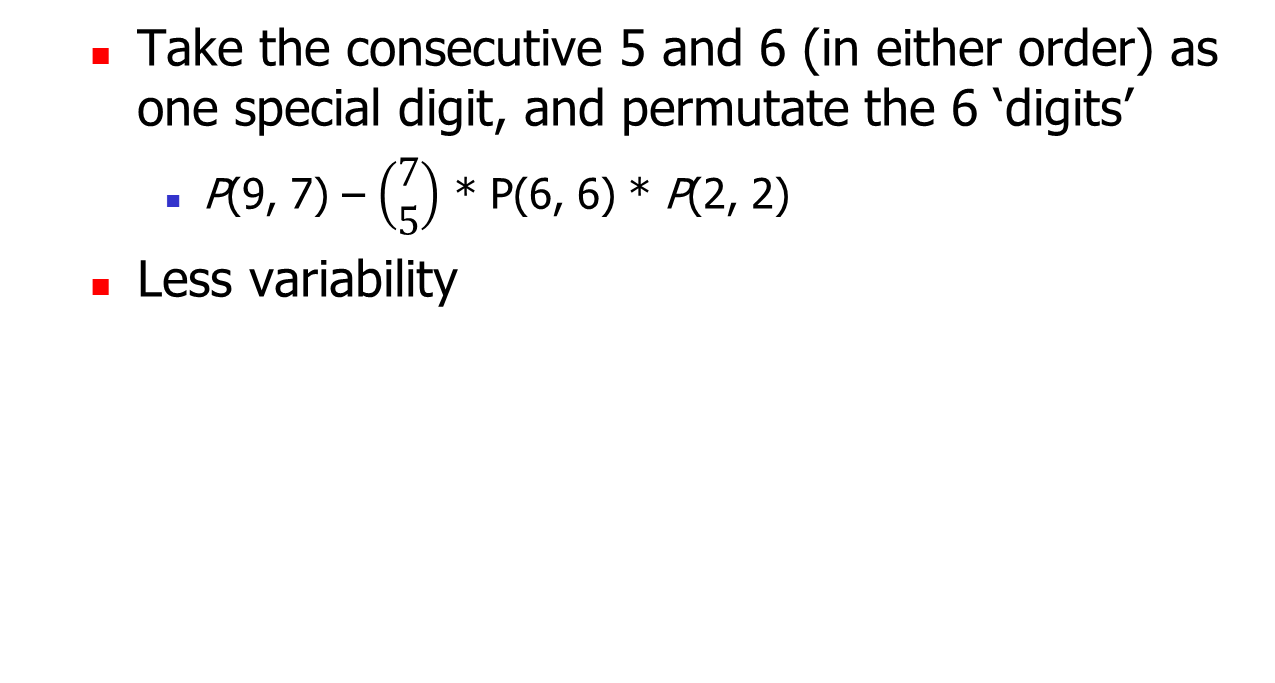 Take the consecutive 5 and 6 (in either order) as
one special digit, and permutate the 6 ‘digits’
P(9, 7) – (7 5) * P(6, 6) * P(2, 2)
Less variability